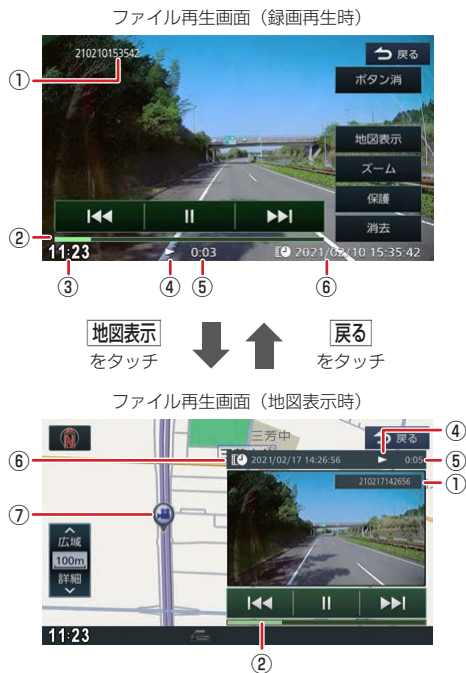 ファイル再生画面（録画再生時）
210210153542
①
戻る
ボタン消
地図表示
ズーム
保護
消去
②
11:23
0:03
2021/02/10 15:35:42
③
④
⑤
⑥
地図表示
をタッチ
戻る
をタッチ
ファイル再生画面（地図表示時）
三芳中
戻る
④
⑥
2021/02/17 14:26:56
0:05
⑤
210217142656
①
⑦
広域
100m
詳細
11:23
②